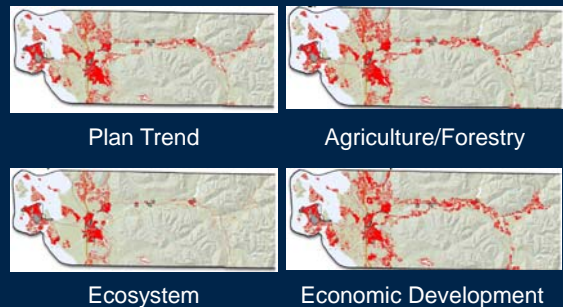 Plan Trend
Agriculture/Forestry
Ecosystem
Economic Development